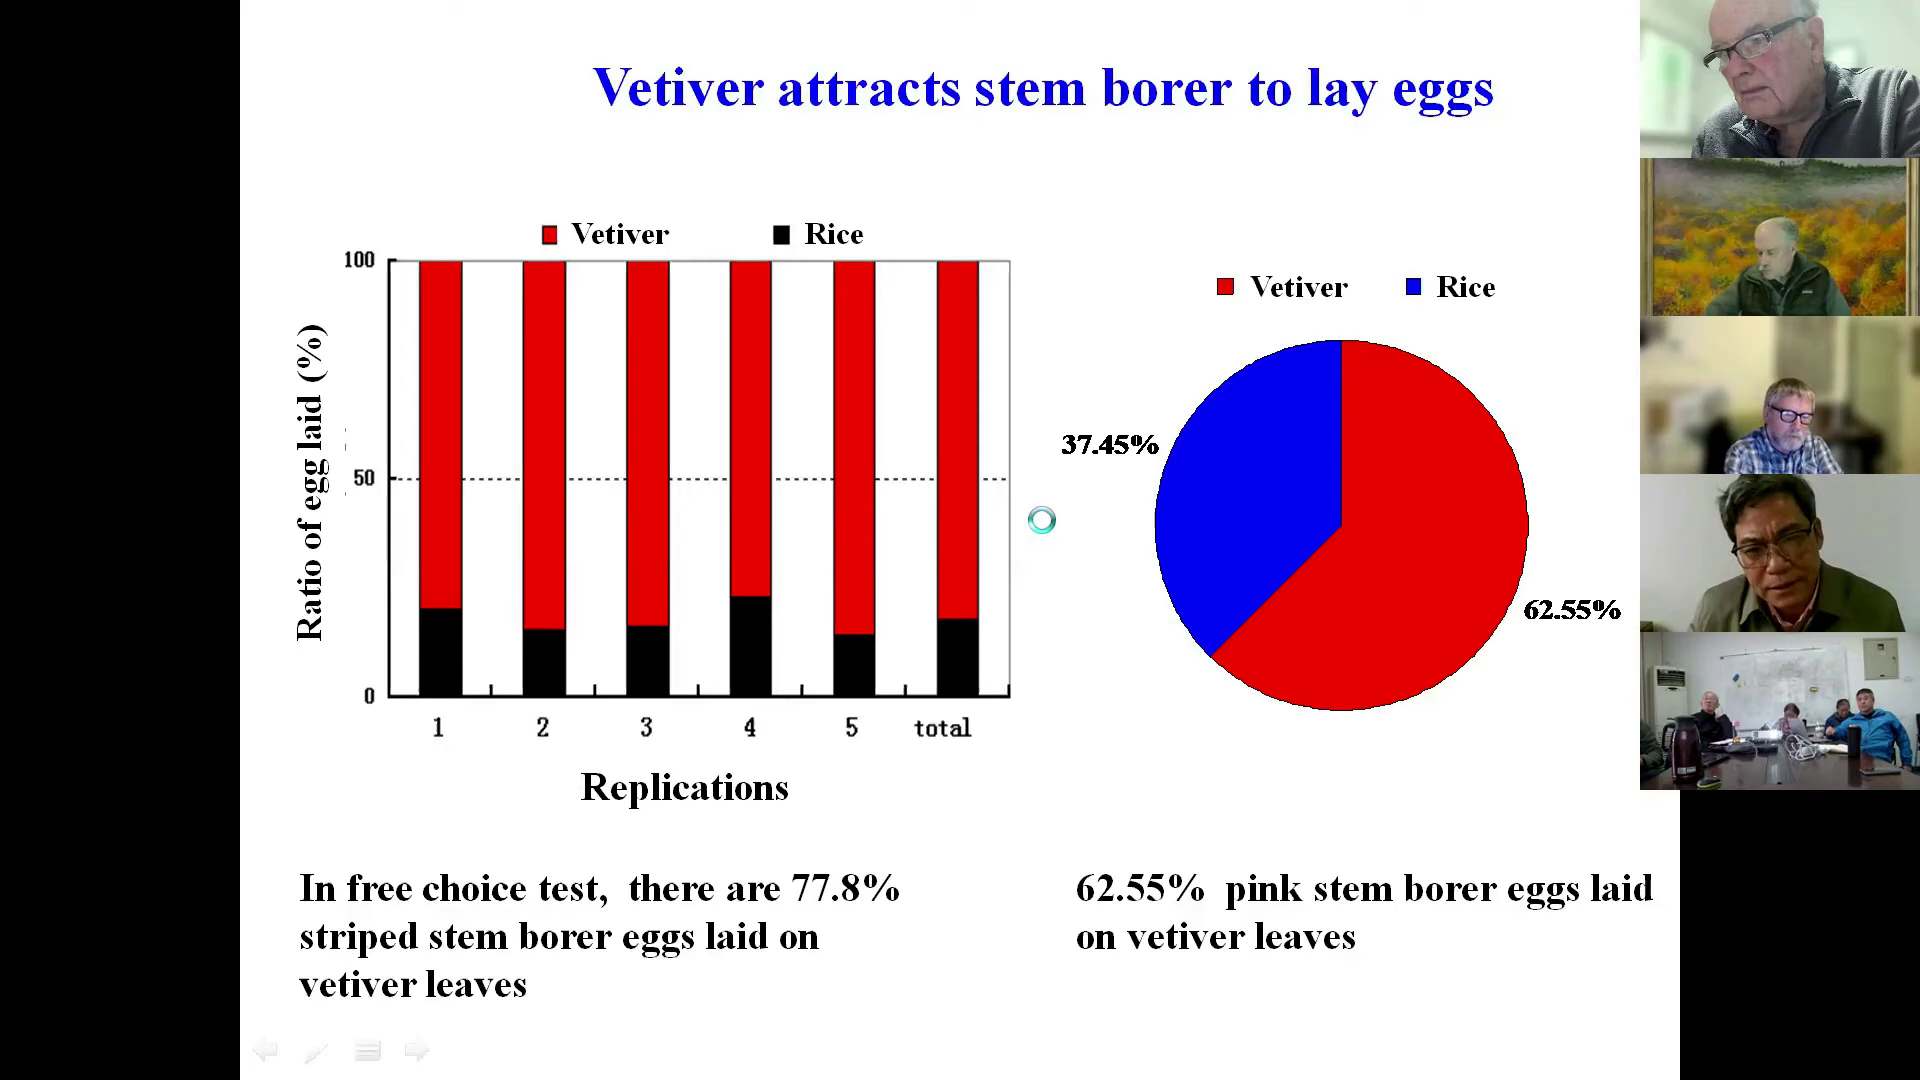 Vetiver attracts stem borer to lay eggs
Vetiver Rice
100
50
0
Ratio of egg laid (%)
1 2 3 4 5 total
Replications
Vetiver Rice
37.45%
62.55%
In free choice test, there are 77.8%
striped stem borer eggs laid on
vetiver leaves
62.55% pink stem borer eggs laid
on vetiver leaves